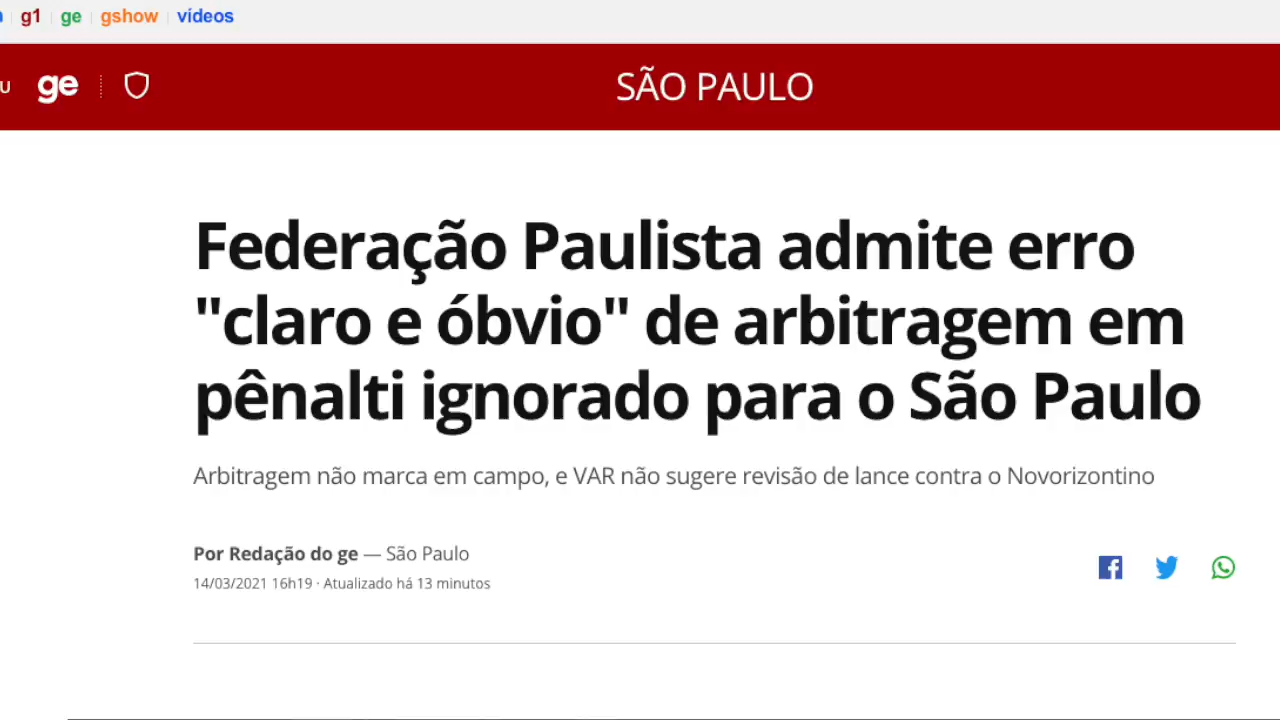 g1 ge gshow vídeos
U ge SÃO PAULO
Federação Paulista admite erro
"claro e óbvio" de arbitragem em
pênalti ignorado para o São Paulo
Arbitragem não marca em campo, e VAR não sugere revisão de lance contra o Novorizontino
Por Redação do ge — São Paulo
14/03/2021 16h19 · Atualizado há 13 minutos